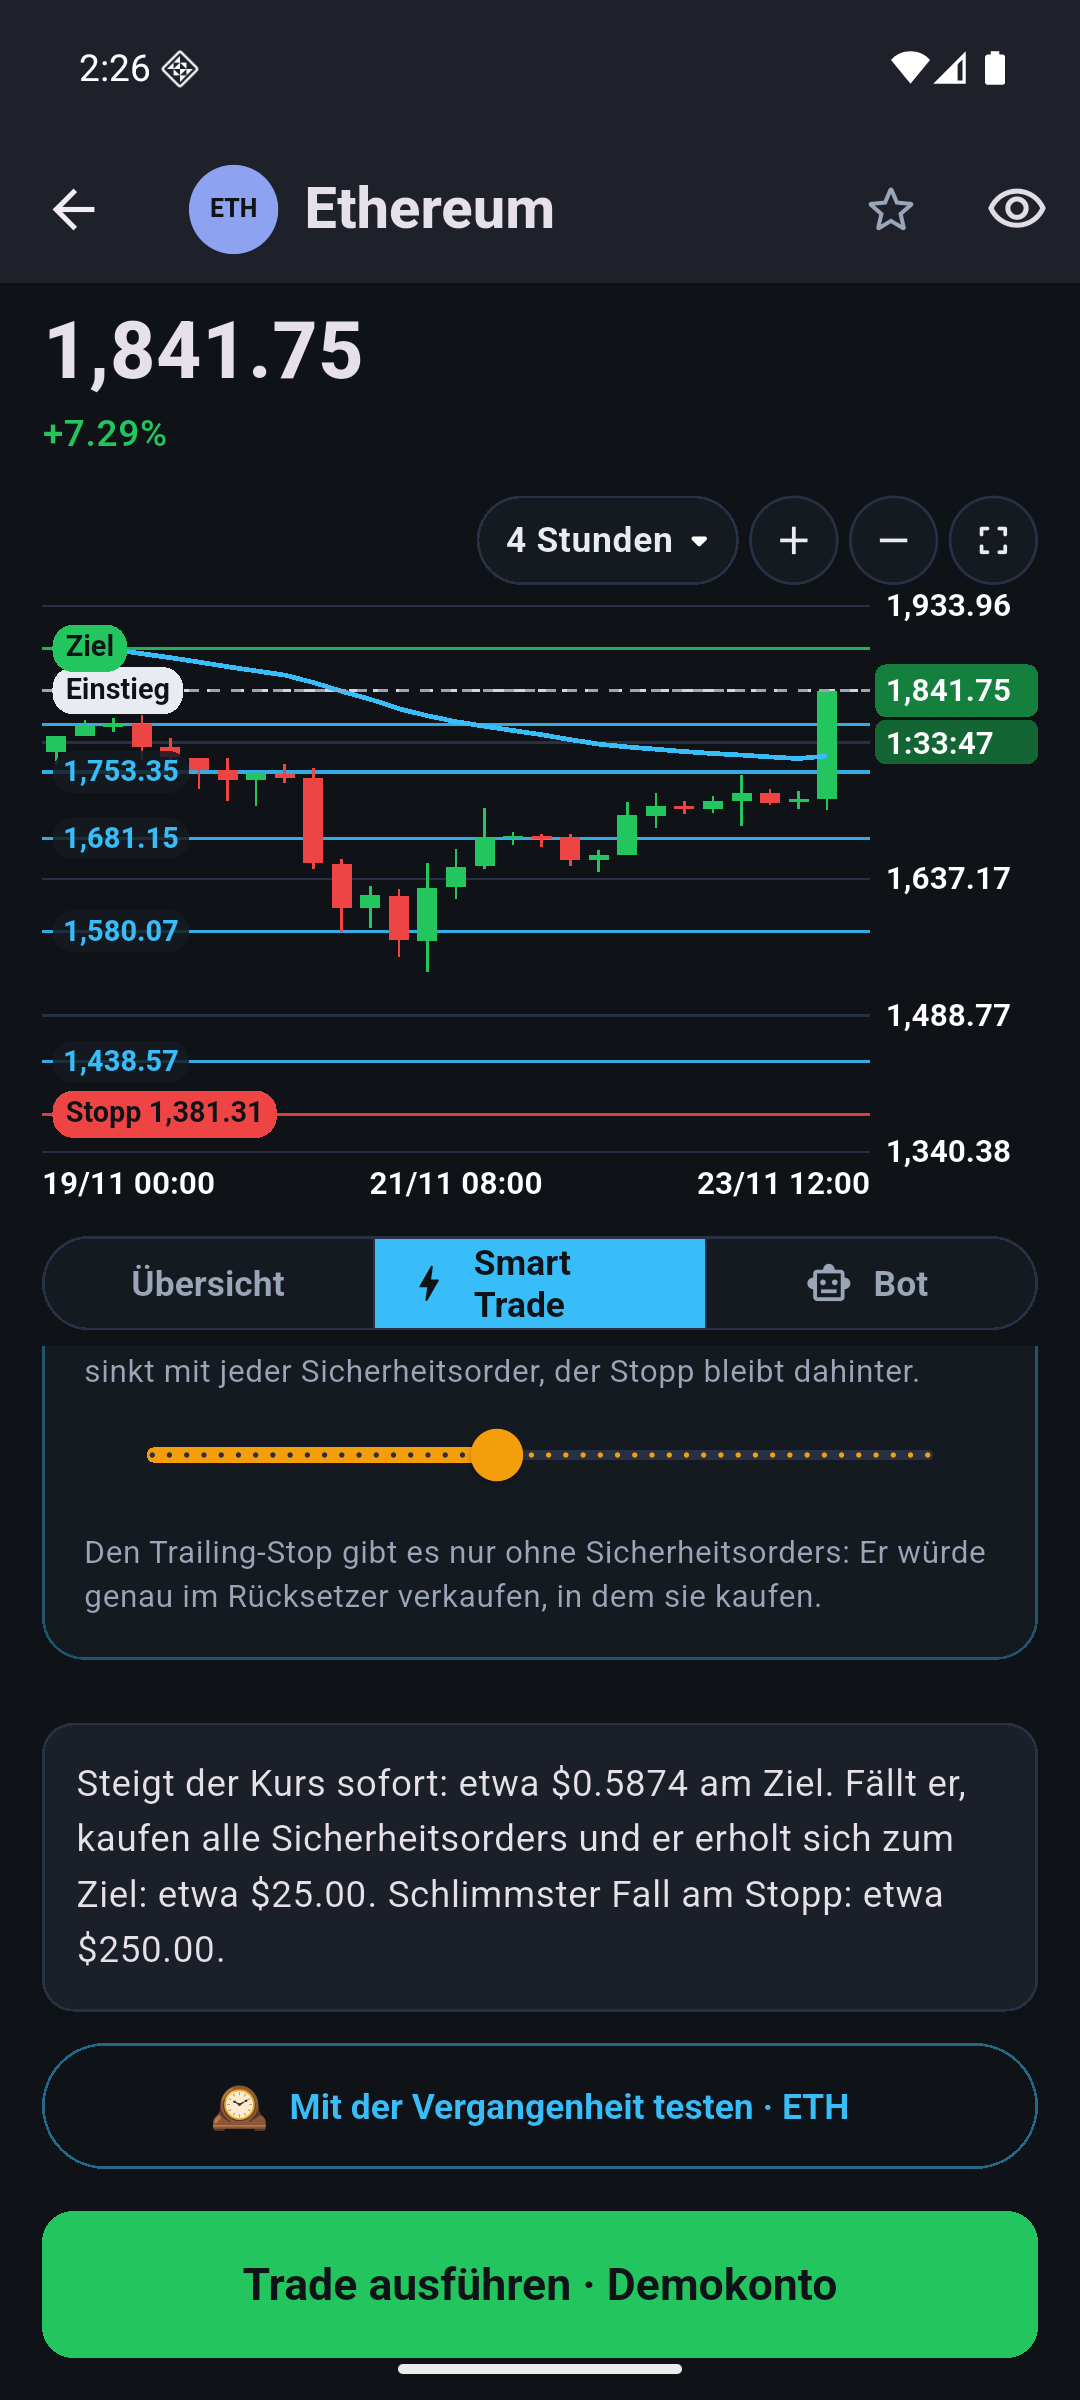 2:26
ETH Ethereum
1,841.75
+7.29%
4 Stunden
1,933.96
Ziel
Einstieg
1,841.75
1:33:47
1,753.35
1,681.15
1,637.17
1,580.07
1,488.77
1,438.57
Stopp 1,381.31
1,340.38
19/11 00:00 21/11 08:00 23/11 12:00
Übersicht
Smart
Trade
Bot
sinkt mit jeder Sicherheitsorder, der Stopp bleibt dahinter.
Den Trailing-Stop gibt es nur ohne Sicherheitsorders: Er würde
genau im Rücksetzer verkaufen, in dem sie kaufen.
Steigt der Kurs sofort: etwa $0.5874 am Ziel. Fällt er,
kaufen alle Sicherheitsorders und er erholt sich zum
Ziel: etwa $25.00. Schlimmster Fall am Stopp: etwa
$250.00.
Mit der Vergangenheit testen · ETH
Trade ausführen · Demokonto